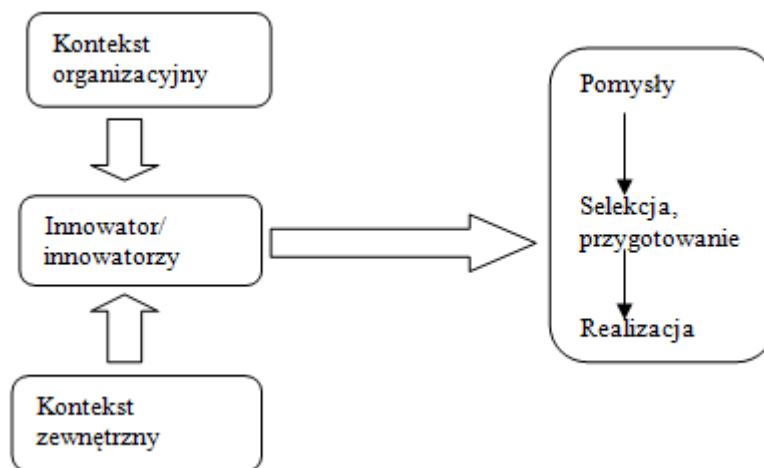 Kontekst
organizacyjny
Innowator/
innowatorzy
Kontekst
zewnętrzny
Pomysły
Selekcja,
przygotowanie
Realizacja